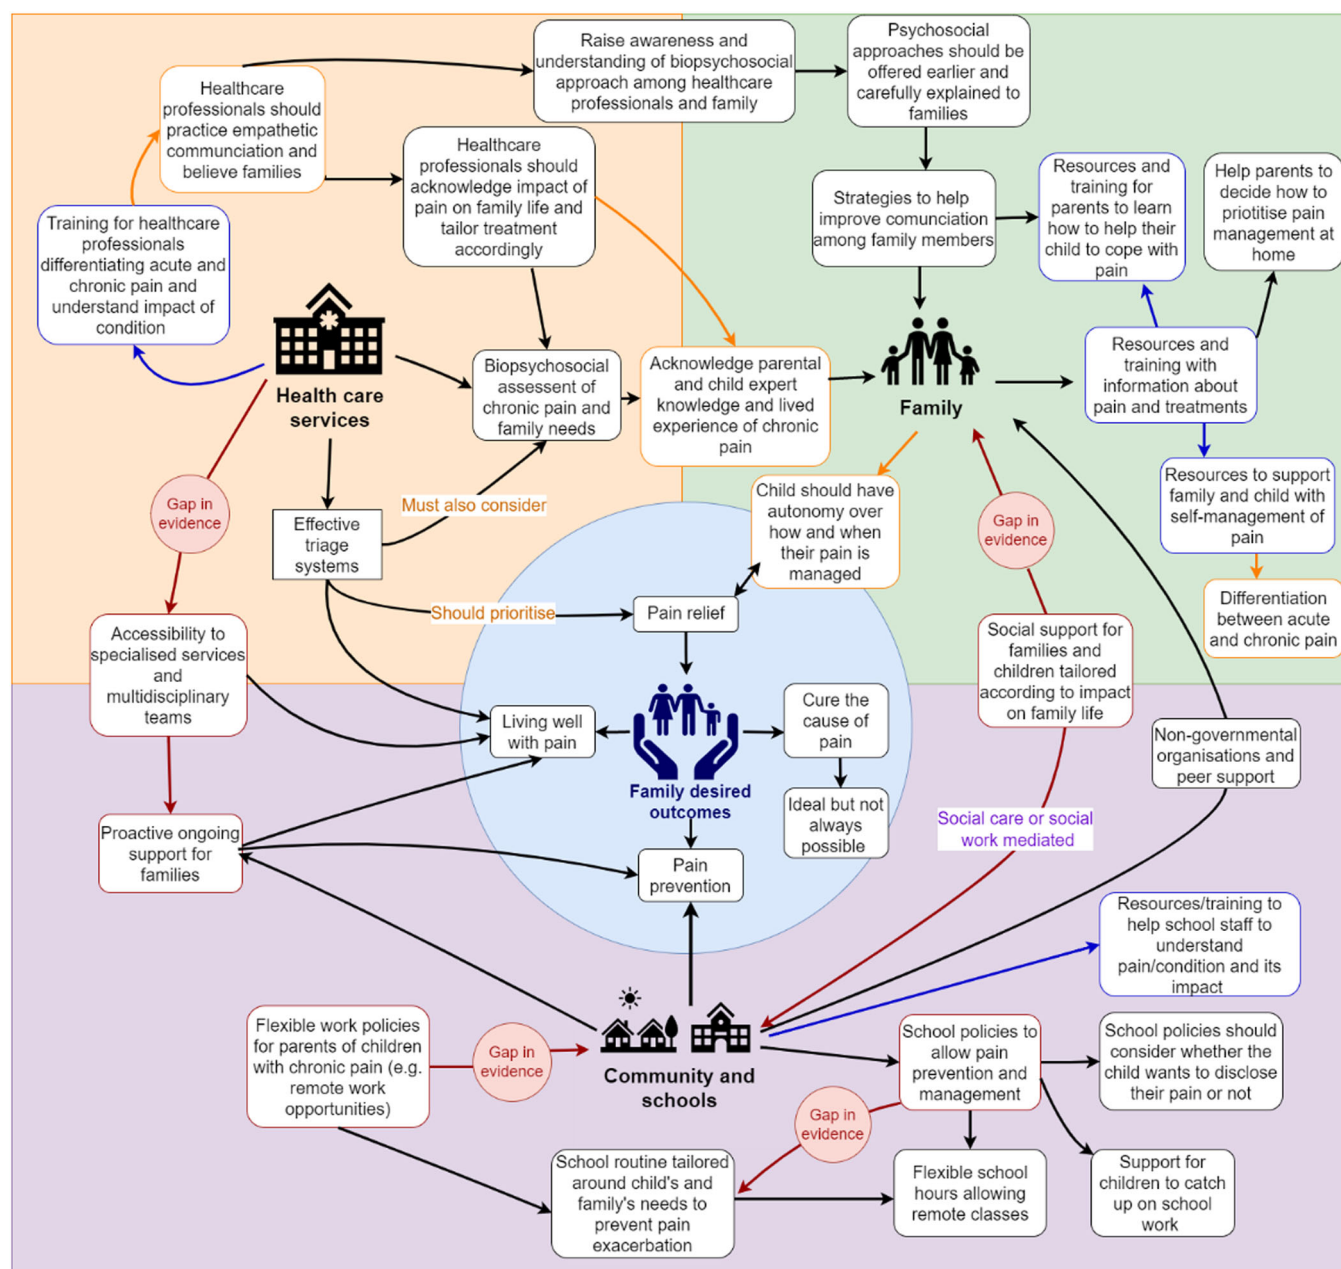 Raise awareness and
understanding of biopsychosocial
approach among healthcare
professionals and family
Psychosocial
approaches should be
offered earlier and
carefully explained to
families
Healthcare
professionals should
practice empathetic
communciation and
believe families
Healthcare
professionals should
acknowledge impact of
pain on family life and
tailor treatment
accordingly
Strategies to help
improve comunciation
among family members
Resources and
training for
parents to learn
how to help their
child to cope with
pain
Help parents to
decide how to
priotitise pain
management at
home
Training for healthcare
professionals
differentiating acute and
chronic pain and
understand impact of
condition
Health care
services
Biopsychosocial
assessent of
chronic pain and
family needs
Acknowledge parental
and child expert
knowledge and lived
experience of chronic
pain
Family
Resources and
training with
information about
pain and treatments
Gap in
evidence
Must also consider
Effective
triage
systems
Child should have
autonomy over
how and when
their pain is
managed
Gap in
evidence
Resources to support
family and child with
self-management of
pain
Differentiation
between acute
and chronic pain
Should prioritise
Pain relief
Accessibility to
specialised services
and
multidisciplinary
teams
Social support for
families and
children tailored
according to impact
on family life
Living well
with pain
Cure the
cause of
pain
Non-governmental
organisations and
peer support
Family desired
outcomes
Ideal but not
always
possible
Social care or social
work mediated
Proactive ongoing
support for
families
Pain
prevention
Resources/training to
help school staff to
understand
pain/condition and its
impact
Flexible work policies
for parents of children
with chronic pain (e.g.
remote work
opportunities)
Gap in
evidence
Community and
schools
School policies to
allow pain
prevention and
management
School policies should
consider whether the
child wants to disclose
their pain or not
Gap in
evidence
School routine tailored
around child's and
family's needs to
prevent pain
exacerbation
Flexible school
hours allowing
remote classes
Support for
children to catch
up on school
work